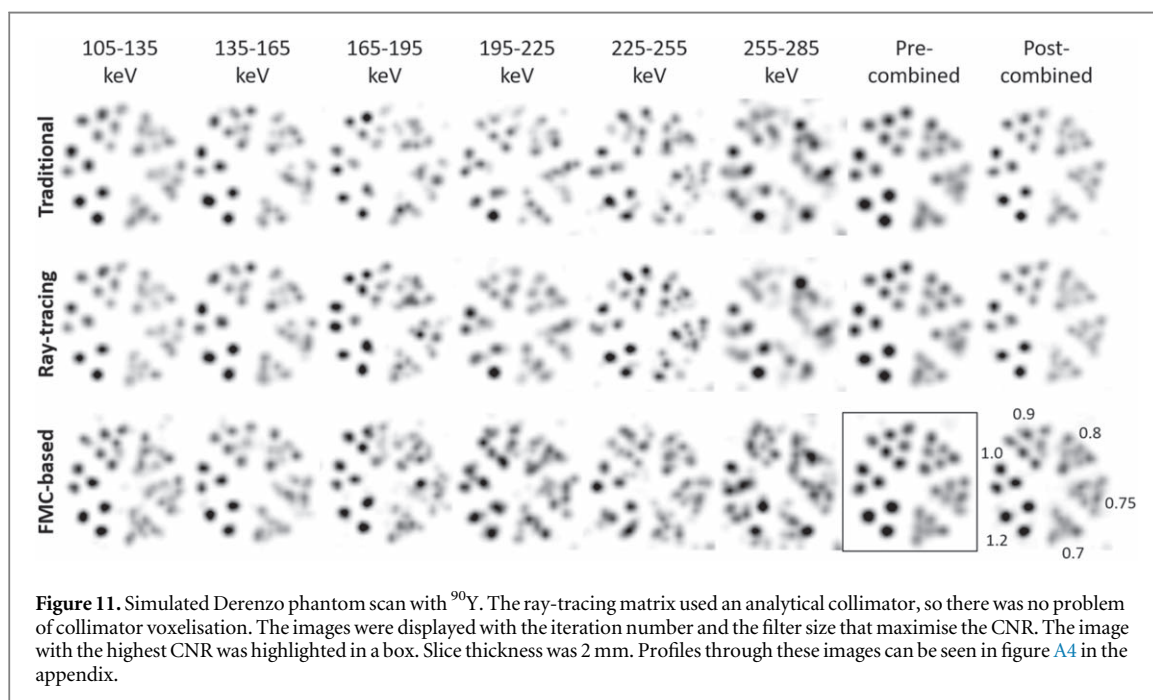 105-135 135-165 165-195 195-225 225-255 255-285 Pre- Post-
keV keV keV keV keV keV combined combined
Traditional
Ray-tracing
FMC-based
0.9
0.8
1.0
0.75
1.2
0.7
Figure 11. Simulated Derenzo phantom scan with ⁹⁰Y. The ray-tracing matrix used an analytical collimator, so there was no problem
of collimator voxelisation. The images were displayed with the iteration number and the filter size that maximise the CNR. The image
with the highest CNR was highlighted in a box. Slice thickness was 2 mm. Profiles through these images can be seen in figure A4 in the
appendix.